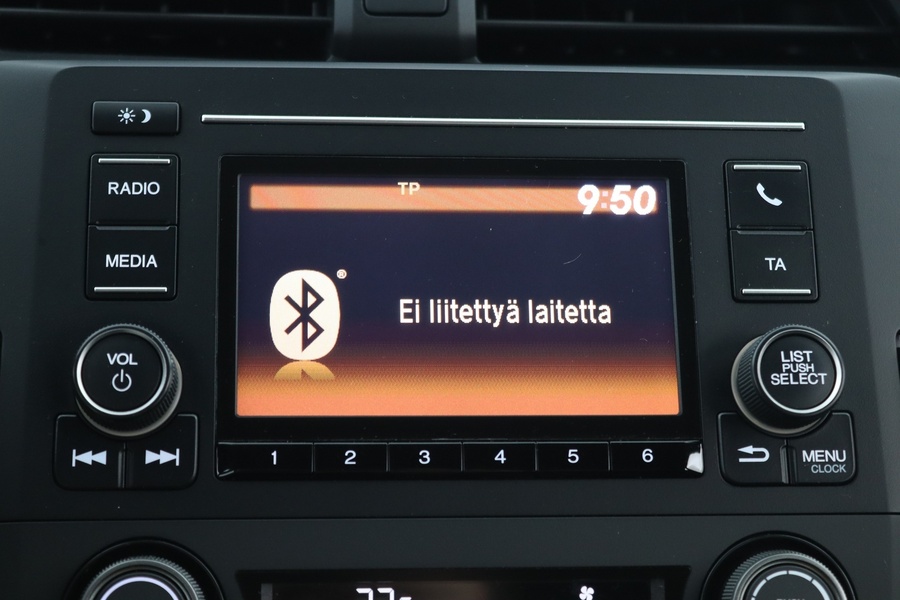 TP
9:50
RADIO
MEDIA
TA
®
Ei liitettyä laitetta
VOL
LIST
PUSH
SELECT
1 2 3 4 5 6
MENU
CLOCK